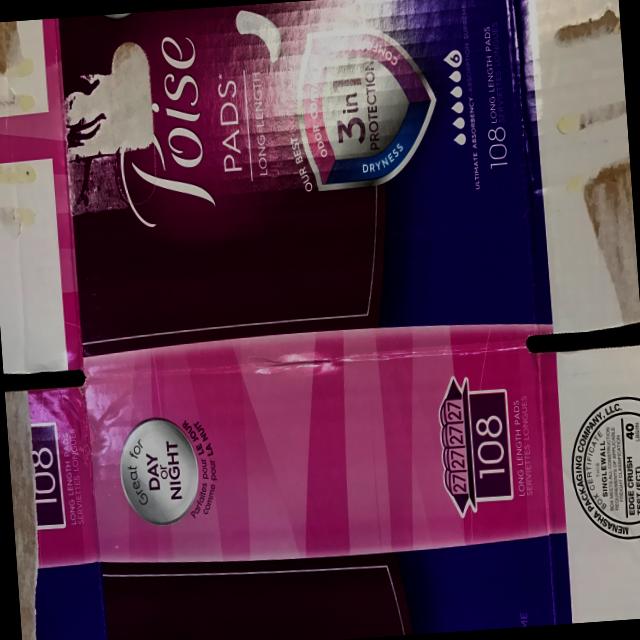 Poise
PADS
LONG LENGTH
OUR BEST
3 in 1
PROTECTION
DRYNESS
ULTIMATE ABSORBENCY
6
108 LONG LENGTH PADS
Great for
DAY
or
NIGHT
Parfaites pour LE JOUR
comme pour LA NUIT
27 27 27 27
108
LONG LENGTH PADS
SERVIETTES LONGUES
108
LONG LENGTH PADS
SERVIETTES LONGUES
MENASHA PACKAGING COMPANY, LLC
CERTIFICATE
SINGLEWALL
40